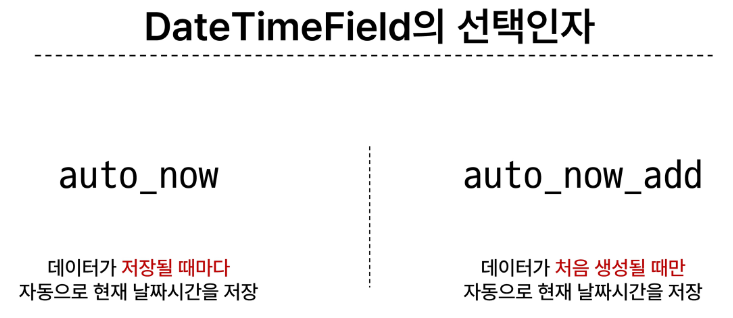 DateTimeField의 선택인자
auto_now
데이터가 저장될 때마다
자동으로 현재 날짜시간을 저장
auto_now_add
데이터가 처음 생성될 때만
자동으로 현재 날짜시간을 저장